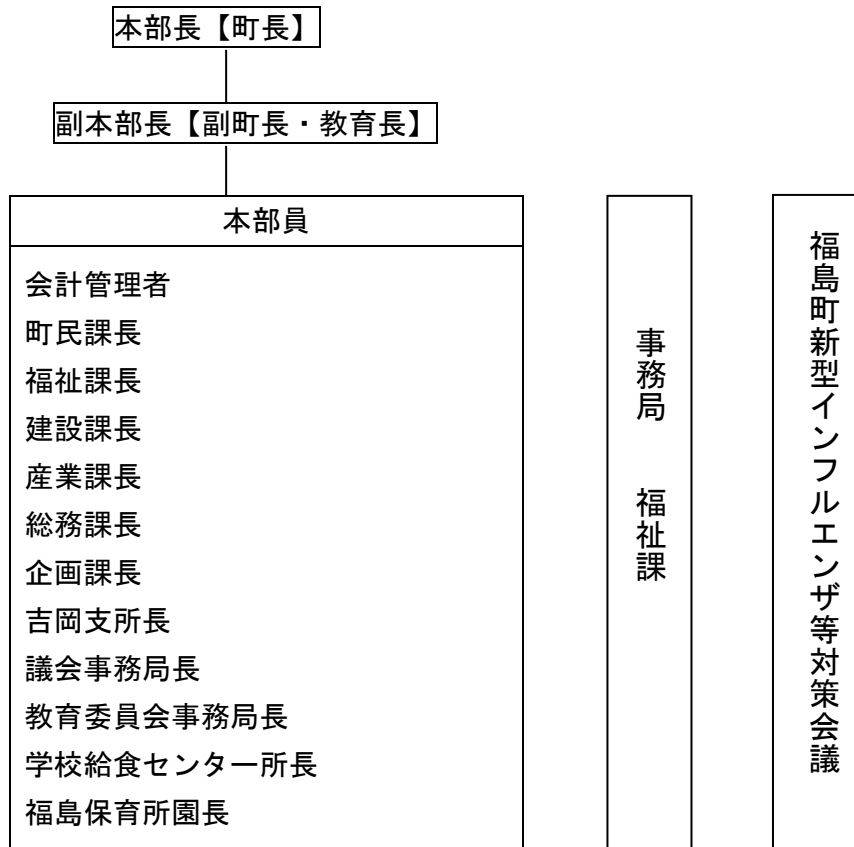 本部長【町長】
副本部長【副町長・教育長】
本部員
会計管理者
町民課長
福祉課長
建設課長
産業課長
総務課長
企画課長
吉岡支所長
議会事務局長
教育委員会事務局長
学校給食センター所長
福島保育所園長
事務局　福祉課
福島町新型インフルエンザ等対策会議